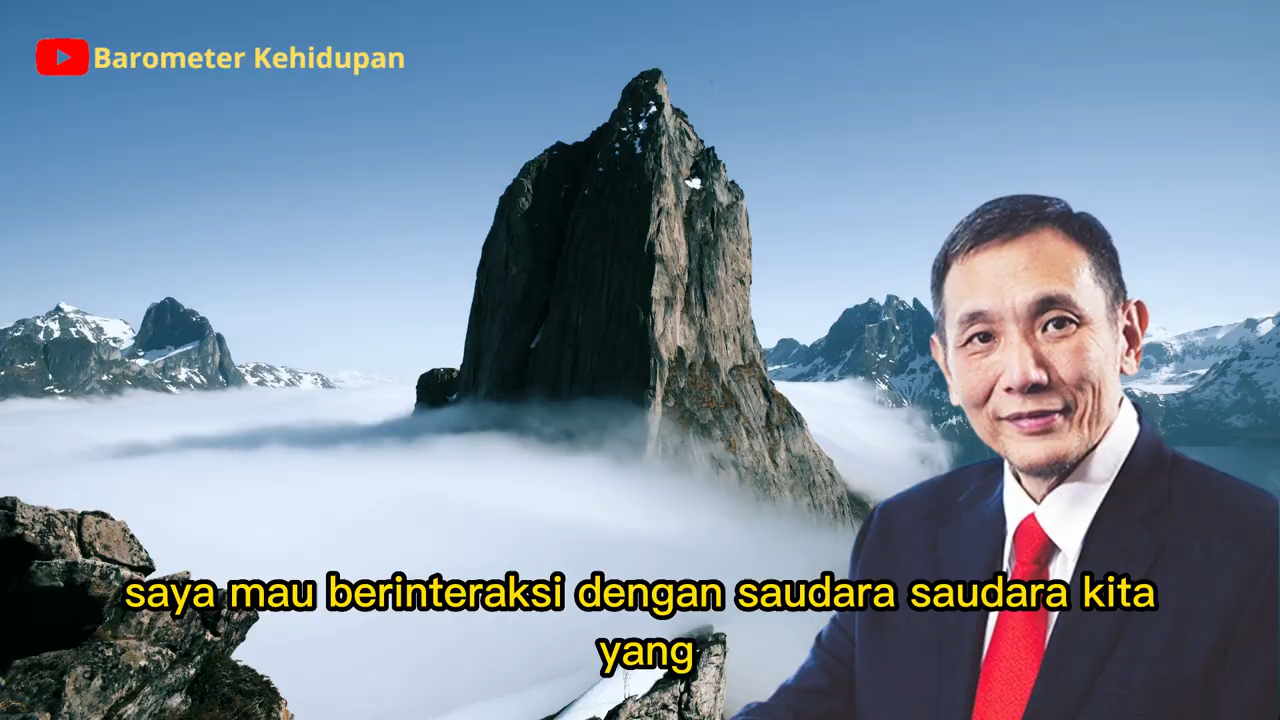 Barometer Kehidupan
saya mau berinteraksi dengan saudara saudara kita
yang